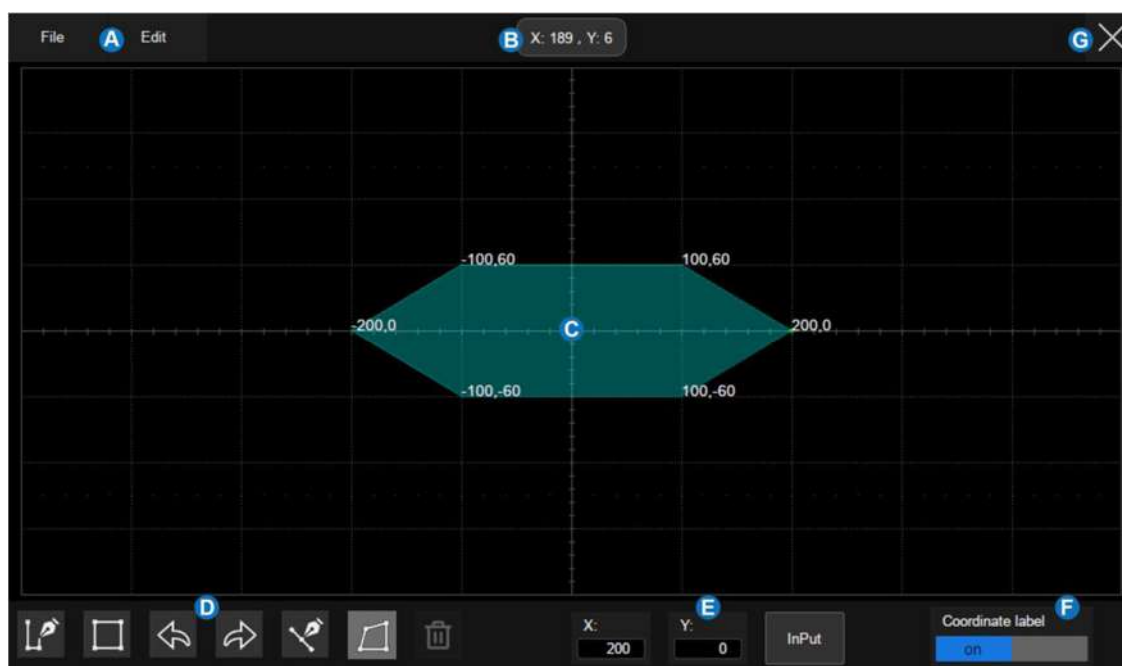 File A Edit B X: 189 , Y: 6 G
-100,60 100,60
-200,0 C 200,0
-100,-60 100,-60
D E F
X: Y: InPut Coordinate label
200 0 on